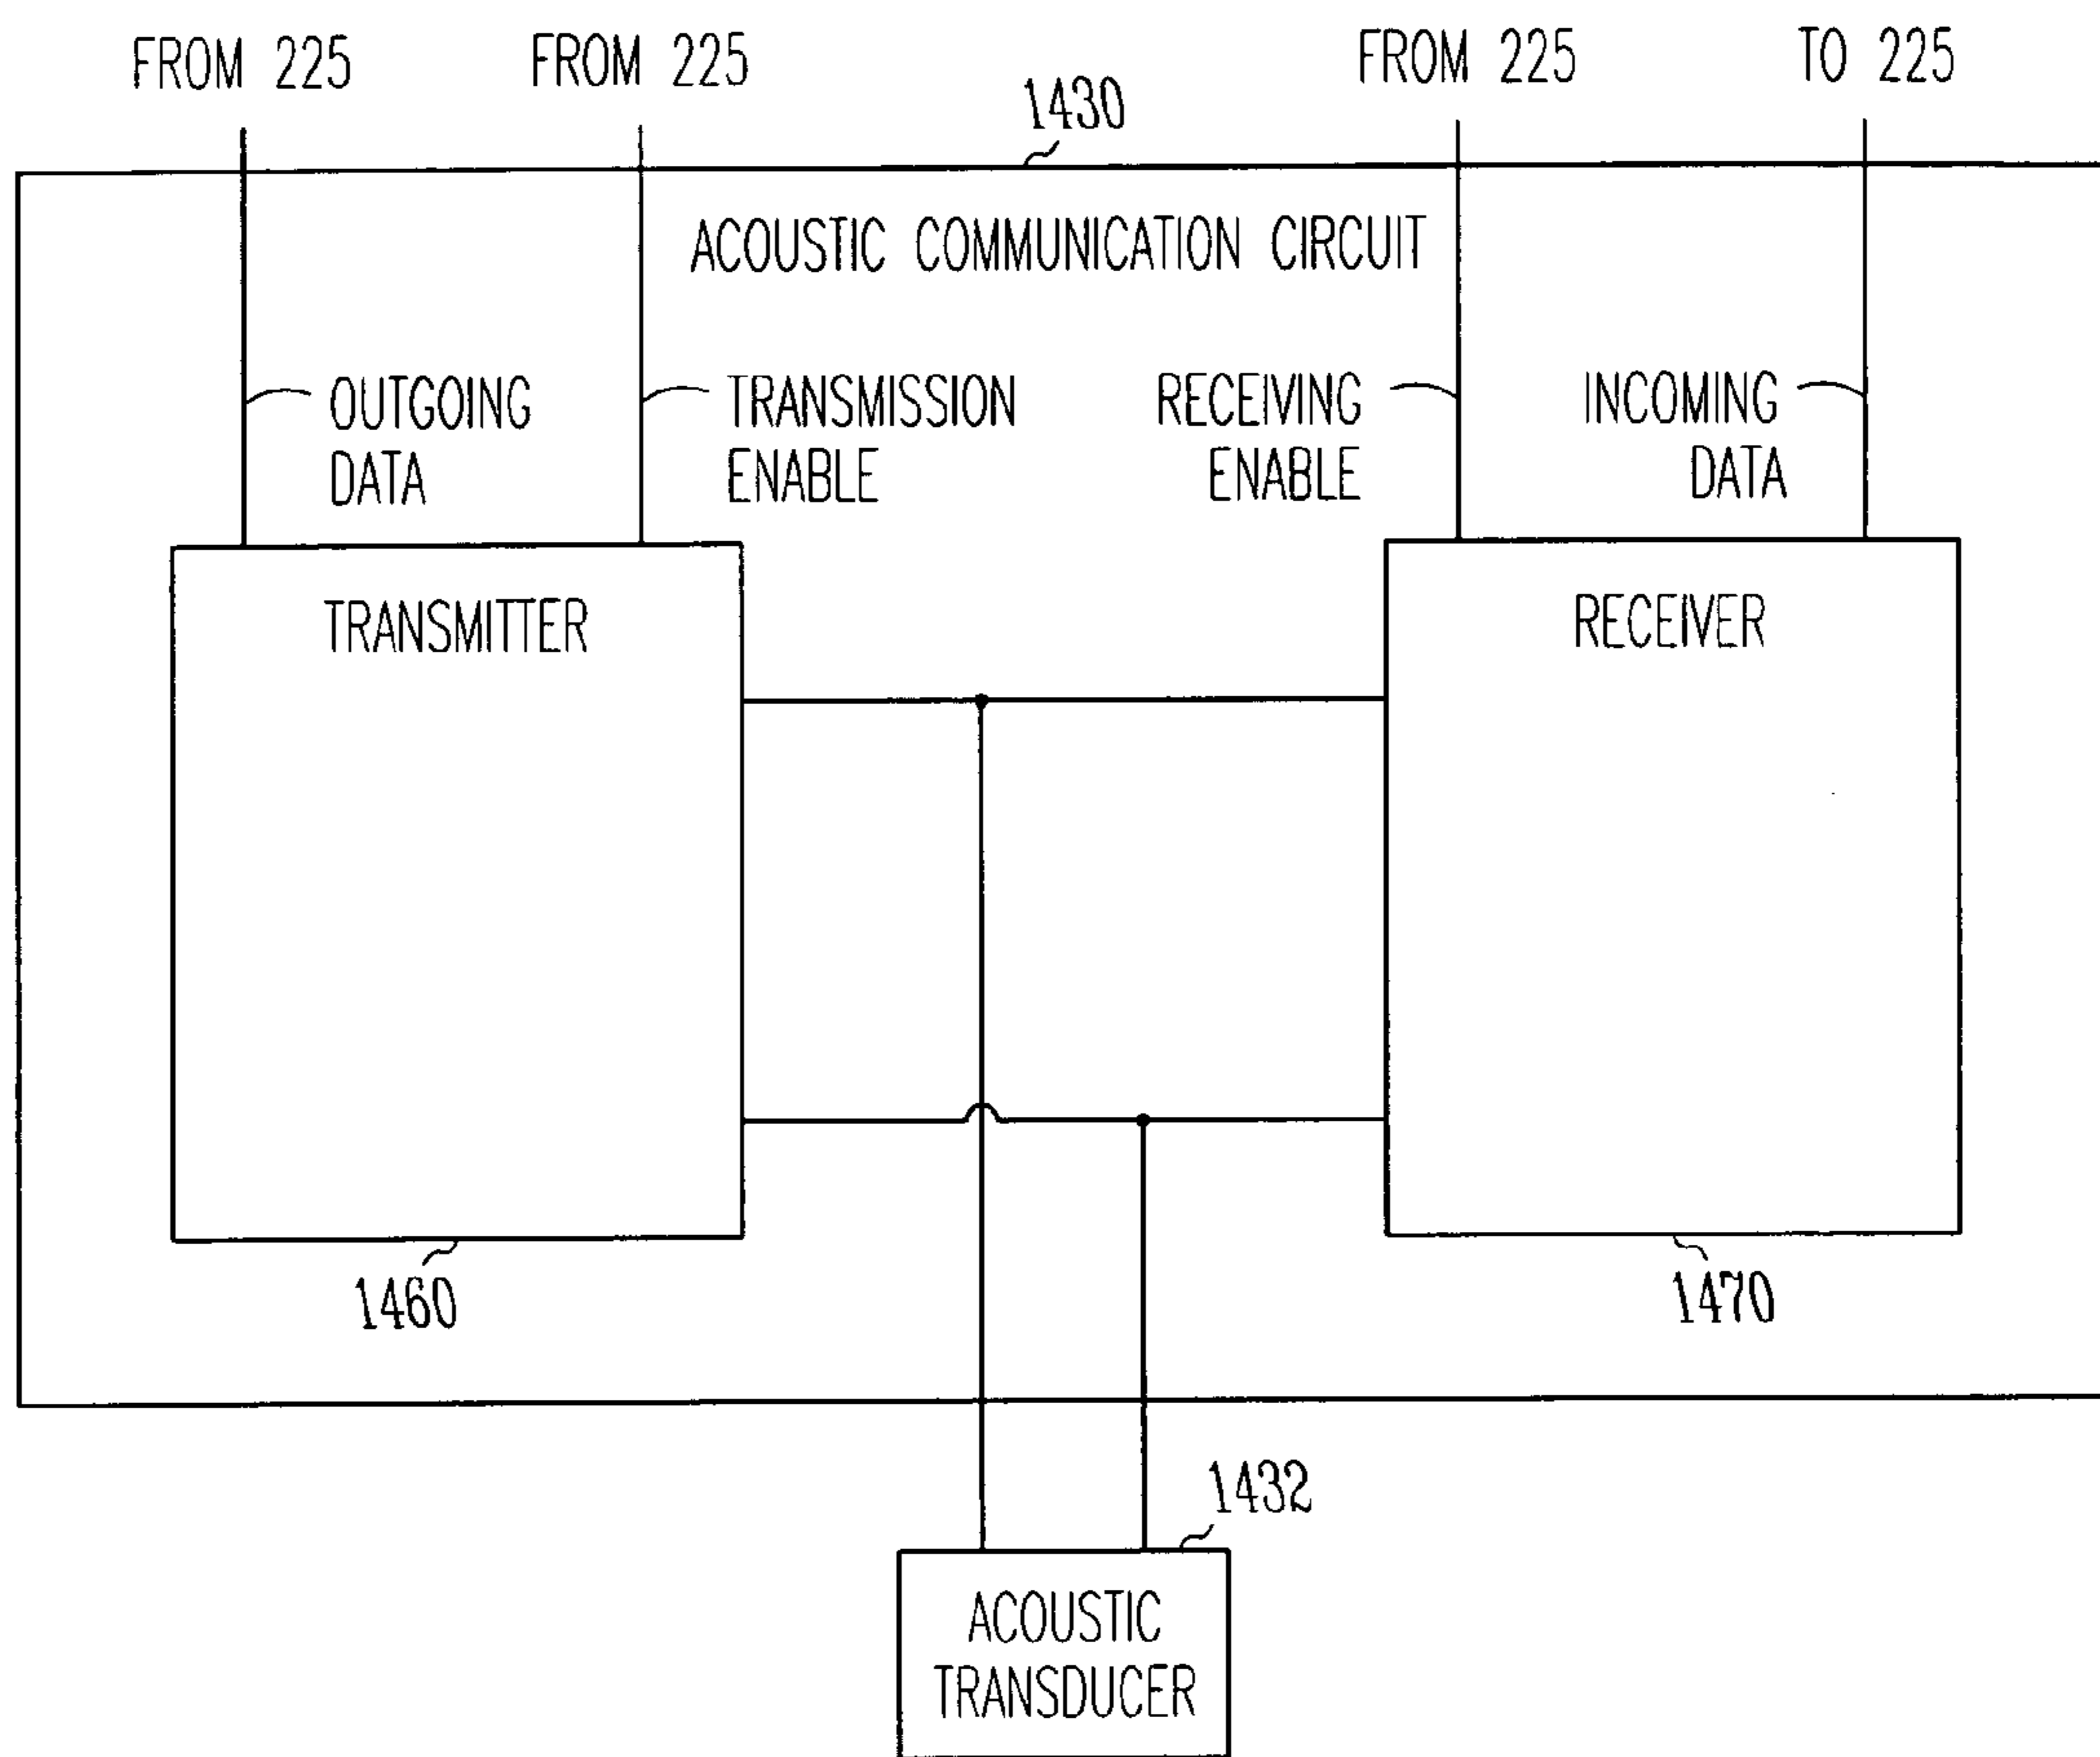 FROM 225
FROM 225
FROM 225
TO 225
1430
ACOUSTIC COMMUNICATION CIRCUIT
OUTGOING
DATA
TRANSMISSION
ENABLE
RECEIVING
ENABLE
INCOMING
DATA
TRANSMITTER
RECEIVER
1460
1470
1432
ACOUSTIC
TRANSDUCER